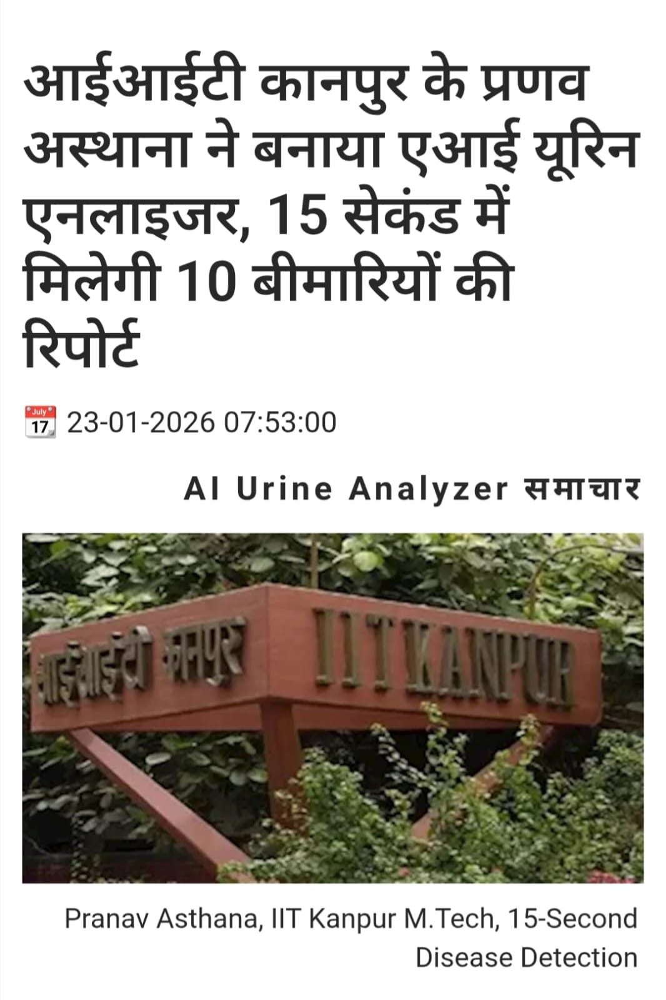 आईआईटी कानपुर के प्रणव
अस्थाना ने बनाया एआई यूरिन
एनलाइजर, 15 सेकंड में
मिलेगी 10 बीमारियों की
रिपोर्ट
July
17
23-01-2026 07:53:00
AI Urine Analyzer समाचार
आईआईटी कानपुर
IIT KANPUR
Pranav Asthana, IIT Kanpur M.Tech, 15-Second
Disease Detection